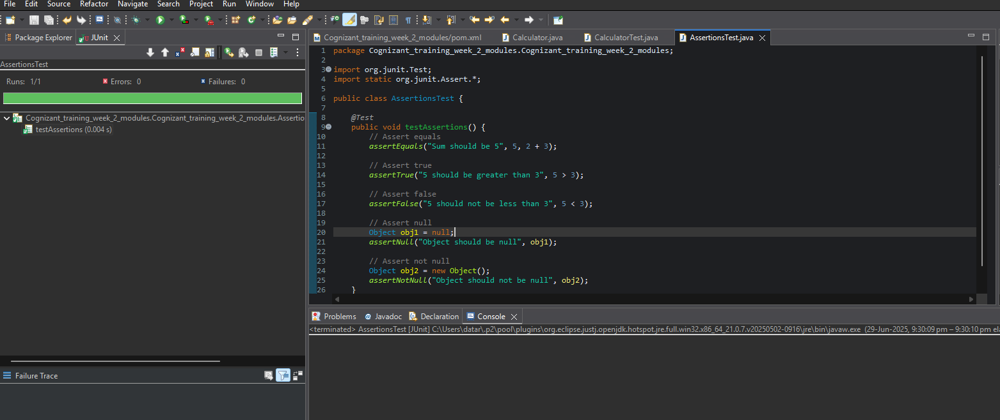 File Edit Source Refactor Navigate Search Project Run Window Help
Package Explorer JUnit
AssertionsTest
Runs: 1/1 Errors: 0 Failures: 0
Cognizant_training_week_2_modules.Cognizant_training_week_2_modules.Assertio
testAssertions (0.004 s)
Failure Trace
Cognizant_training_week_2_modules/pom.xml Calculator.java CalculatorTest.java AssertionsTest.java
1 package Cognizant_training_week_2_modules.Cognizant_training_week_2_modules;
2
3 import org.junit.Test;
4 import static org.junit.Assert.*;
5
6 public class AssertionsTest {
7
8 @Test
9 public void testAssertions() {
10 // Assert equals
11 assertEquals("Sum should be 5", 5, 2 + 3);
12
13 // Assert true
14 assertTrue("5 should be greater than 3", 5 > 3);
15
16 // Assert false
17 assertFalse("5 should not be less than 3", 5 < 3);
18
19 // Assert null
20 Object obj1 = null;
21 assertNull("Object should be null", obj1);
22
23 // Assert not null
24 Object obj2 = new Object();
25 assertNotNull("Object should not be null", obj2);
26 }
Problems Javadoc Declaration Console
<terminated> AssertionsTest [JUnit] C:\Users\datar\.p2\pool\plugins\org.eclipse.justj.openjdk.hotspot.jre.full.win32.x86_64_21.0.7.v20250502-0916\jre\bin\javaw.exe (29-Jun-2025, 9:30:09 pm – 9:30:10 pm ela